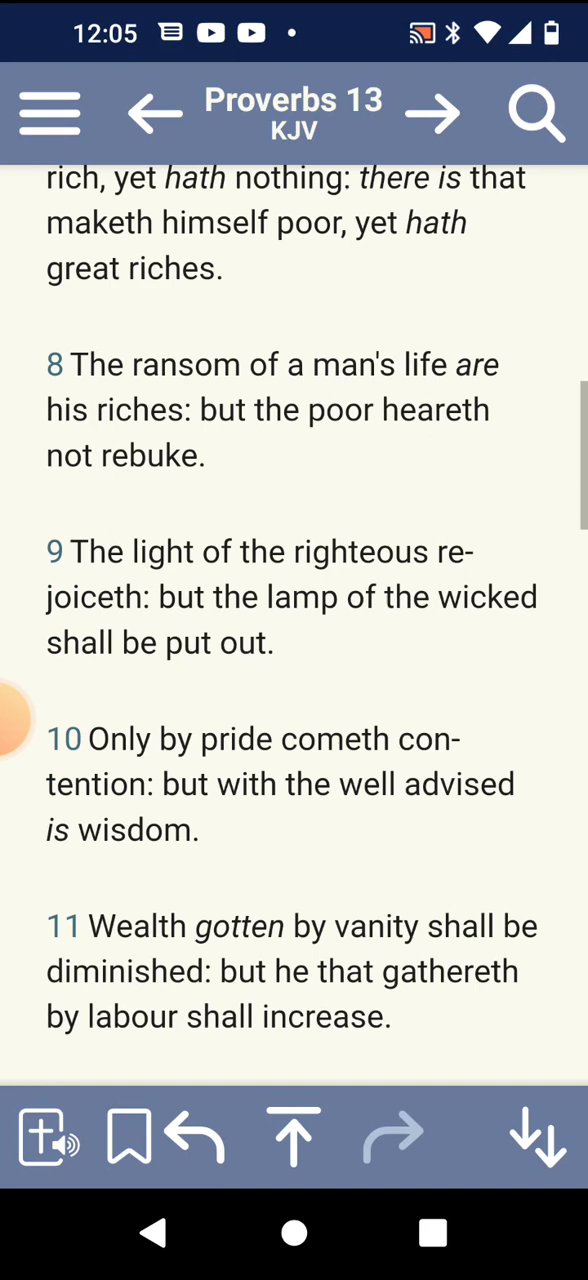 12:05
Proverbs 13
KJV
rich, yet hath nothing: there is that
maketh himself poor, yet hath
great riches.
8 The ransom of a man's life are
his riches: but the poor heareth
not rebuke.
9 The light of the righteous re-
joiceth: but the lamp of the wicked
shall be put out.
10 Only by pride cometh con-
tention: but with the well advised
is wisdom.
11 Wealth gotten by vanity shall be
diminished: but he that gathereth
by labour shall increase.